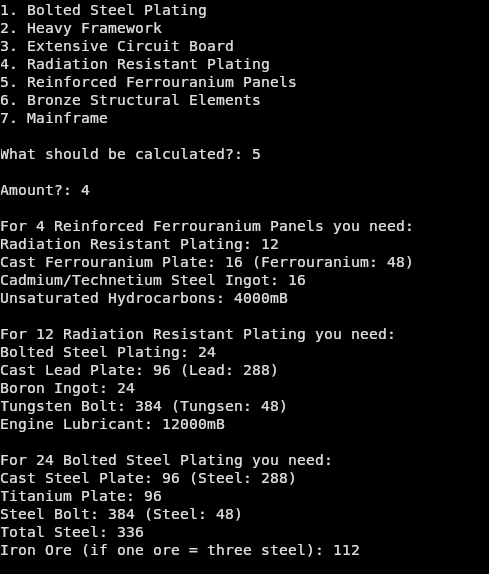 1. Bolted Steel Plating
2. Heavy Framework
3. Extensive Circuit Board
4. Radiation Resistant Plating
5. Reinforced Ferrouranium Panels
6. Bronze Structural Elements
7. Mainframe
What should be calculated?: 5
Amount?: 4
For 4 Reinforced Ferrouranium Panels you need:
Radiation Resistant Plating: 12
Cast Ferrouranium Plate: 16 (Ferrouranium: 48)
Cadmium/Technetium Steel Ingot: 16
Unsaturated Hydrocarbons: 4000mB
For 12 Radiation Resistant Plating you need:
Bolted Steel Plating: 24
Cast Lead Plate: 96 (Lead: 288)
Boron Ingot: 24
Tungsten Bolt: 384 (Tungsen: 48)
Engine Lubricant: 12000mB
For 24 Bolted Steel Plating you need:
Cast Steel Plate: 96 (Steel: 288)
Titanium Plate: 96
Steel Bolt: 384 (Steel: 48)
Total Steel: 336
Iron Ore (if one ore = three steel): 112